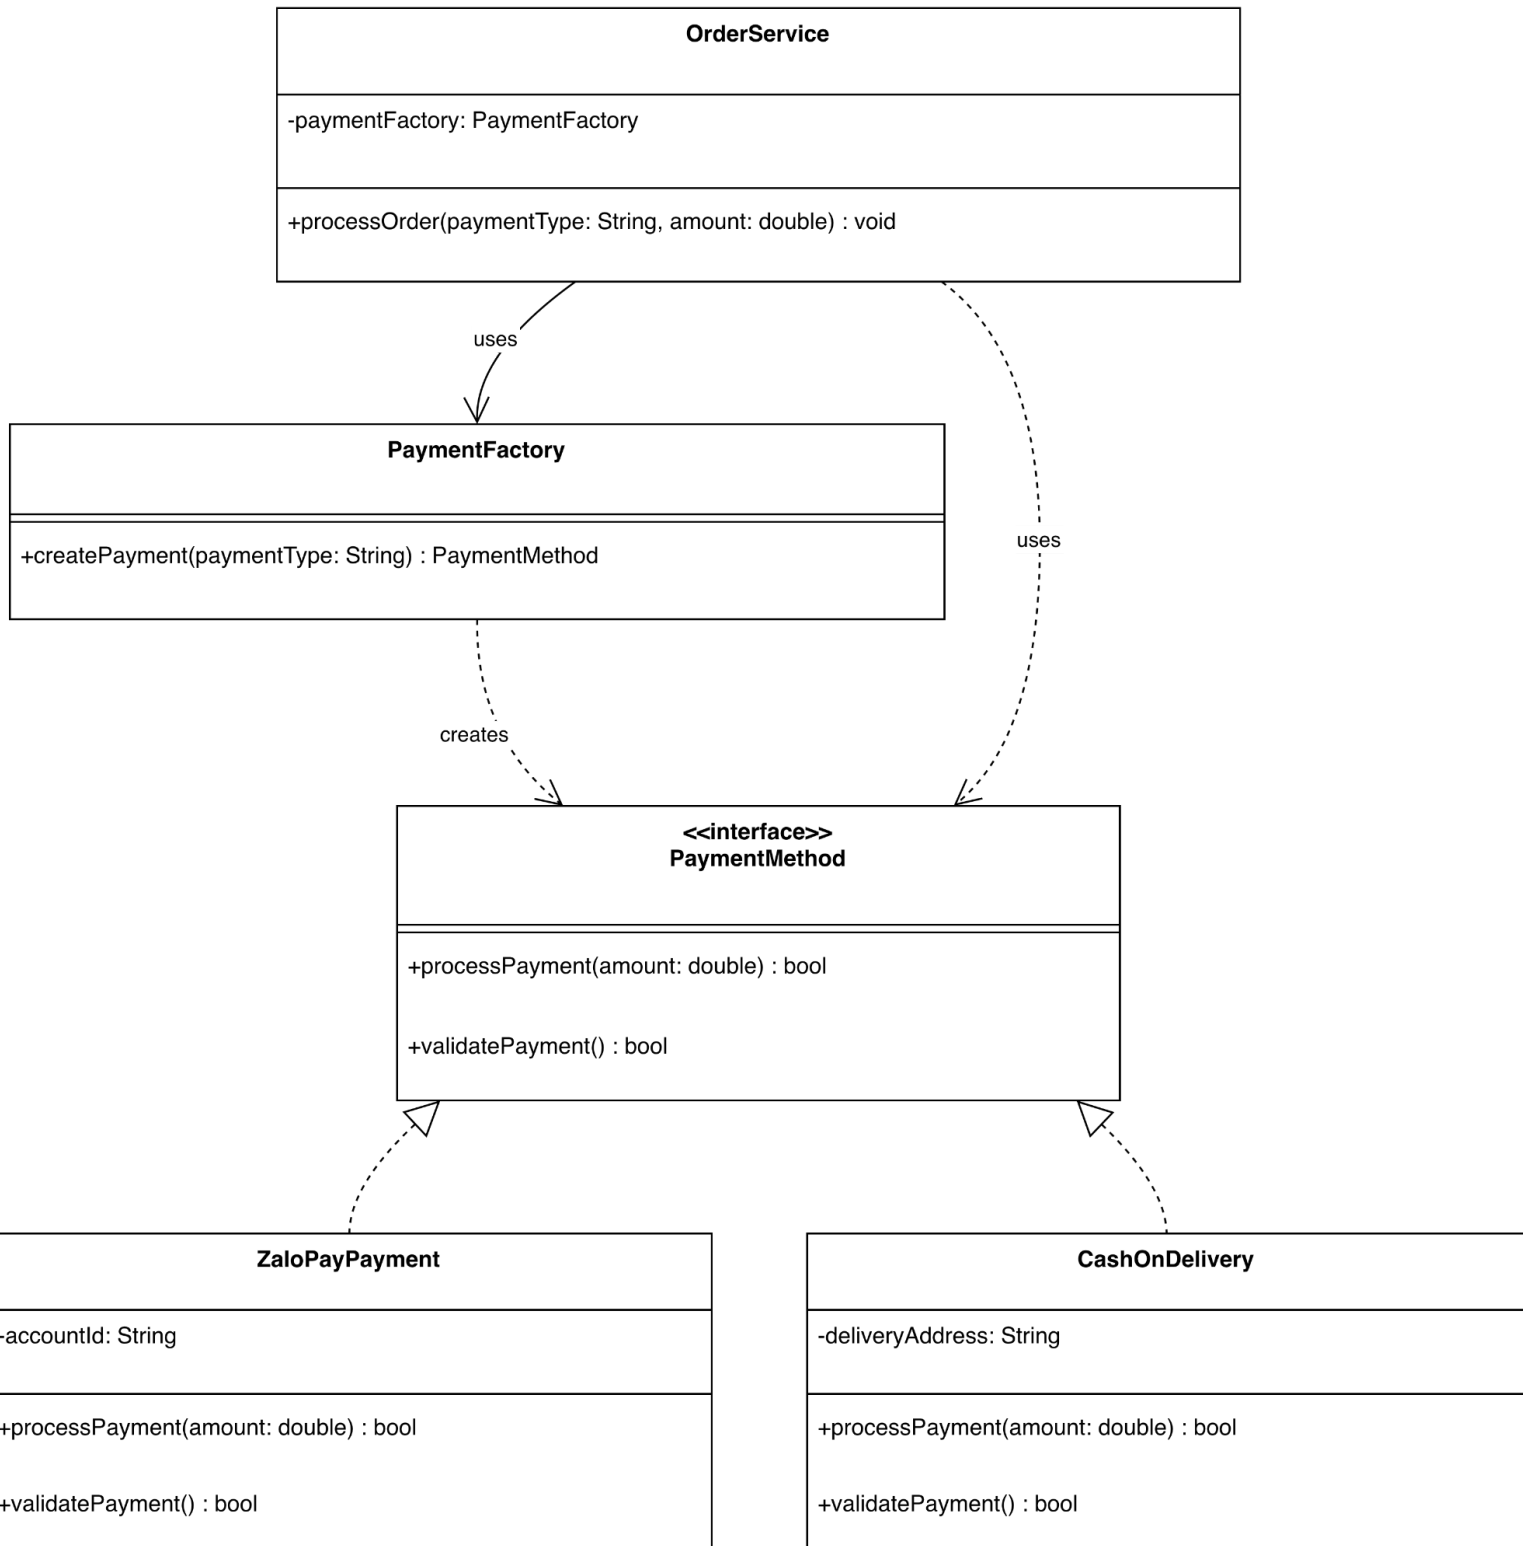 OrderService
-paymentFactory: PaymentFactory
+processOrder(paymentType: String, amount: double) : void
uses
PaymentFactory
+createPayment(paymentType: String) : PaymentMethod
uses
creates
<<interface>>
PaymentMethod
+processPayment(amount: double) : bool
+validatePayment() : bool
ZaloPayPayment
-accountId: String
+processPayment(amount: double) : bool
+validatePayment() : bool
CashOnDelivery
-deliveryAddress: String
+processPayment(amount: double) : bool
+validatePayment() : bool